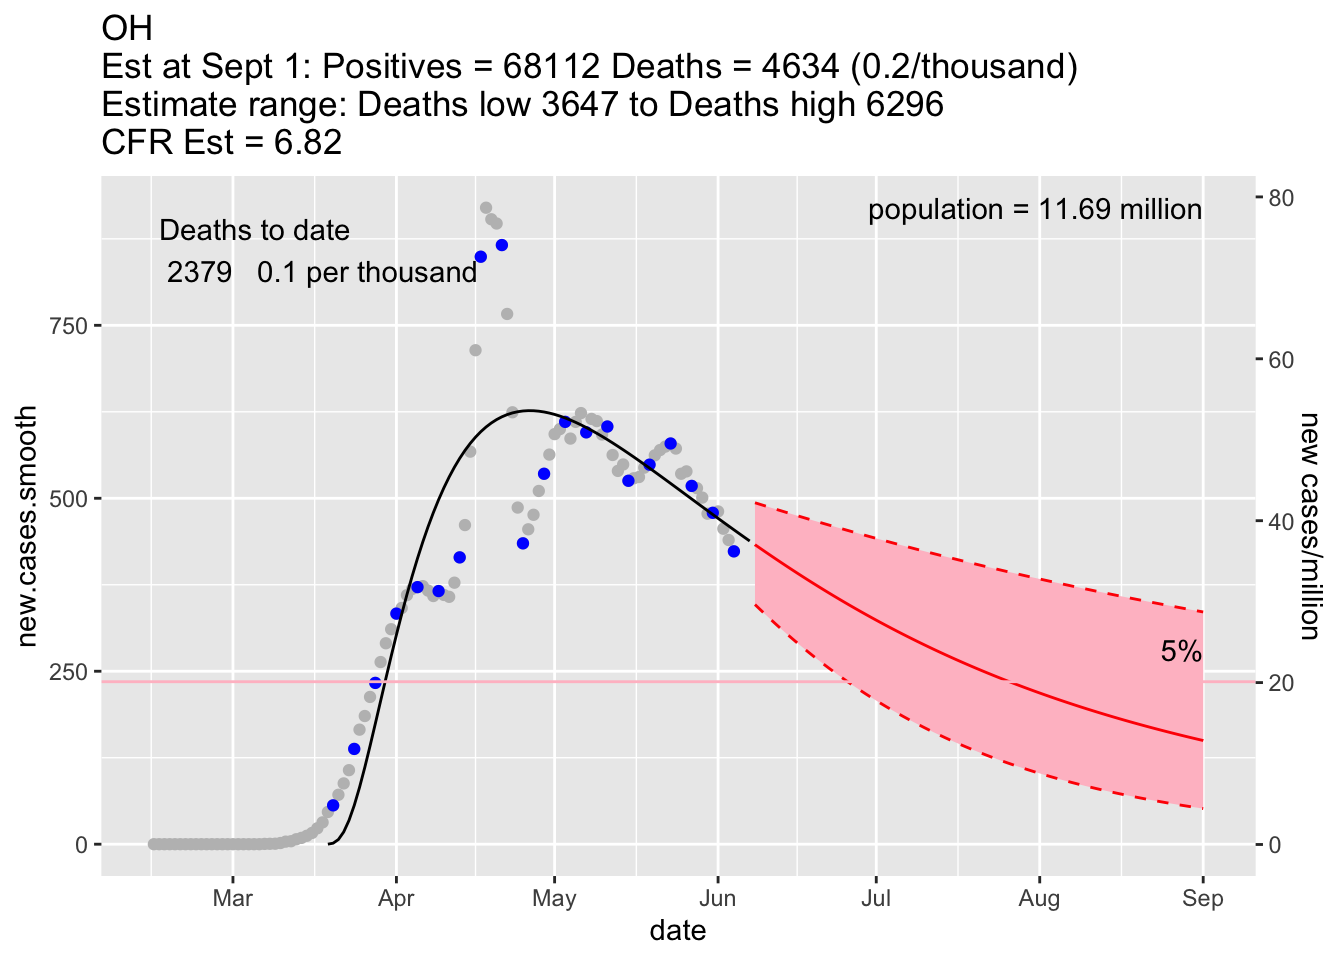 OH
Est at Sept 1: Positives = 68112 Deaths = 4634 (0.2/thousand)
Estimate range: Deaths low 3647 to Deaths high 6296
CFR Est = 6.82
Deaths to date
2379 0.1 per thousand
population = 11.69 million
5%
new.cases.smooth
750
500
250
0
80
60
40
20
0
new cases/million
Mar Apr May Jun Jul Aug Sep
date